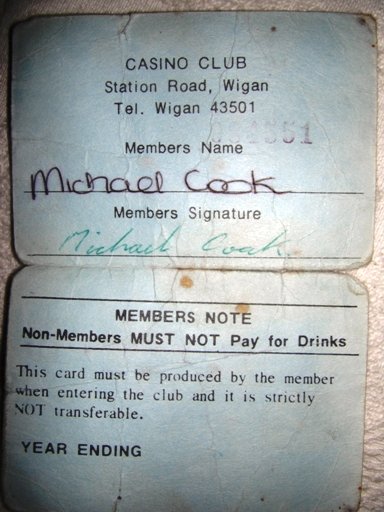 CASINO CLUB
Station Road, Wigan
Tel. Wigan 43501
Members Name
Michael Cook
Members Signature
Michael Cook
MEMBERS NOTE
Non-Members MUST NOT Pay for Drinks
This card must be produced by the member
when entering the club and it is strictly
NOT transferable.
YEAR ENDING